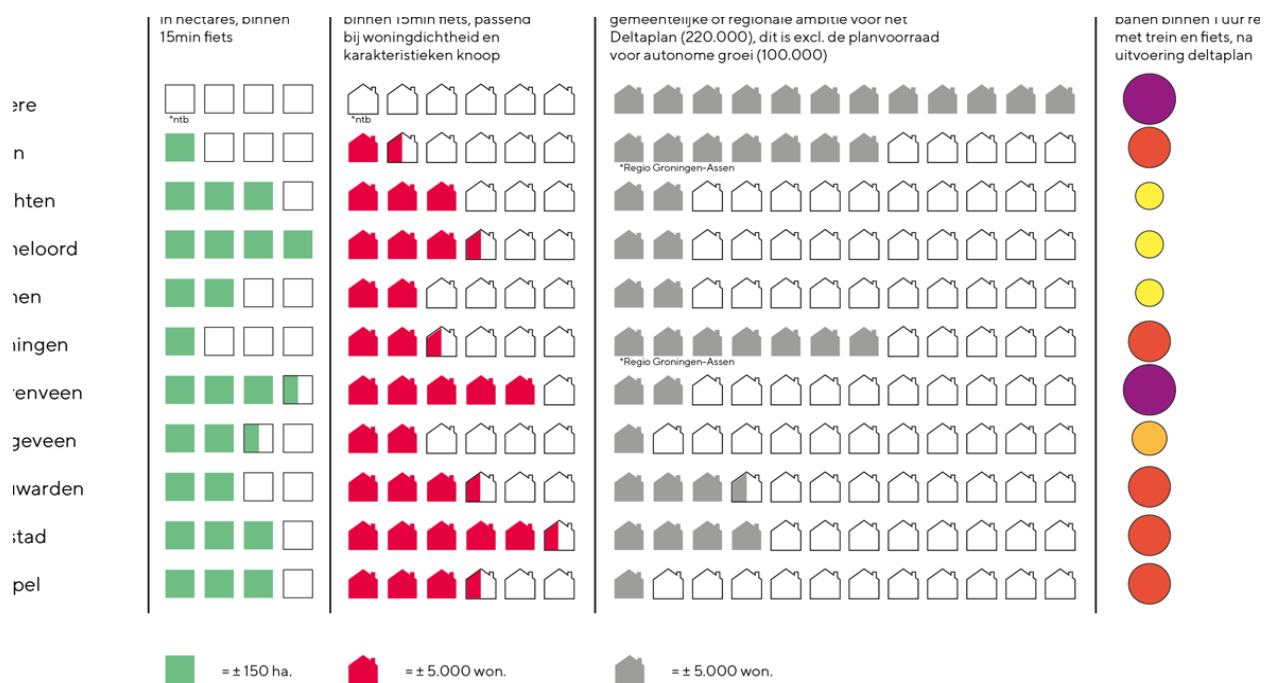 in hectares, binnen
15min fiets
binnen 15min fiets, passend
bij woningdichtheid en
karakteristieken knoop
gemeentelijke of regionale ambitie voor het
Deltaplan (220.000), dit is excl. de planvoorraad
voor autonome groei (100.000)
banen binnen 1 uur re
met trein en fiets, na
uitvoering deltaplan
ere
*ntb
*ntb
n
*Regio Groningen-Assen
chten
neloord
nen
ningen
*Regio Groningen-Assen
renveen
geveen
warden
stad
pel
= ± 150 ha.
= ± 5.000 won.
= ± 5.000 won.